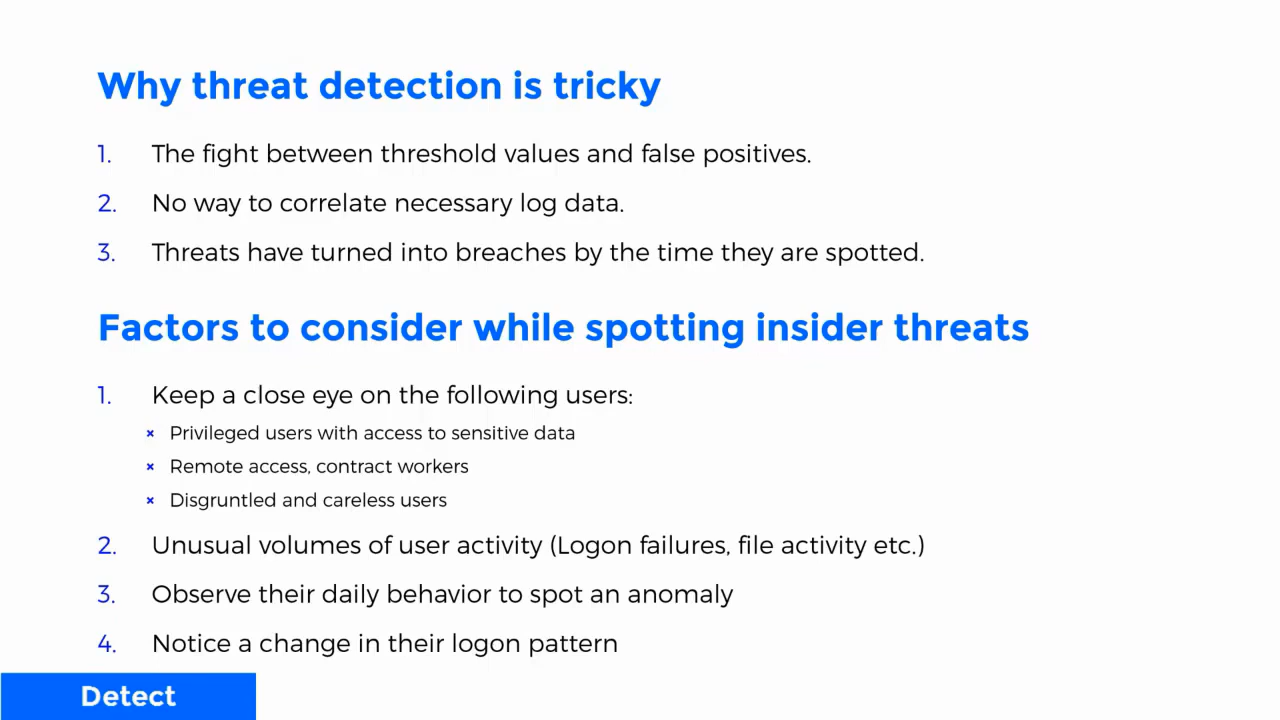 Why threat detection is tricky
1. The fight between threshold values and false positives.
2. No way to correlate necessary log data.
3. Threats have turned into breaches by the time they are spotted.
Factors to consider while spotting insider threats
1. Keep a close eye on the following users:
× Privileged users with access to sensitive data
× Remote access, contract workers
× Disgruntled and careless users
2. Unusual volumes of user activity (Logon failures, file activity etc.)
3. Observe their daily behavior to spot an anomaly
4. Notice a change in their logon pattern
Detect